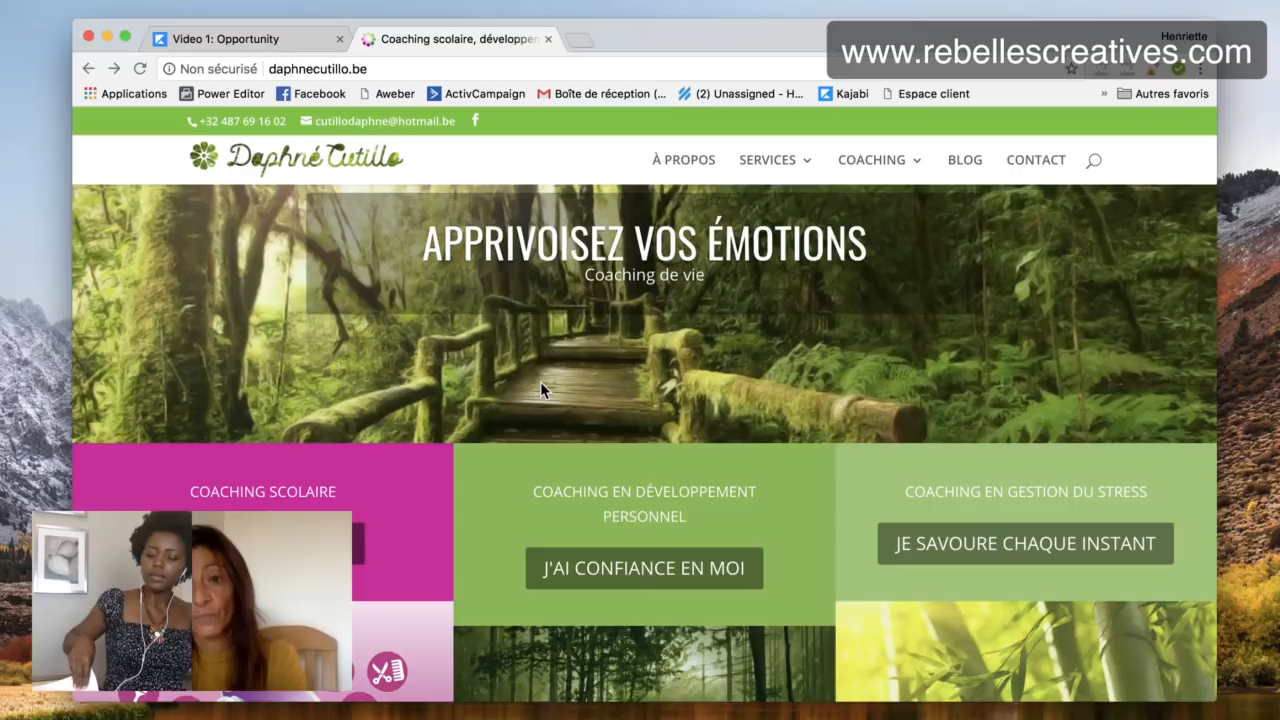 Henriette
www.rebellescreatives.com
Video 1: Opportunity
Coaching scolaire, développen
Non sécurisé daphnecutillo.be
Applications Power Editor Facebook Aweber ActivCampaign Boîte de réception (... (2) Unassigned - H... Kajabi Espace client » Autres favoris
+32 487 69 16 02 cutillodaphne@hotmail.be
Daphné Cutillo
À PROPOS SERVICES COACHING BLOG CONTACT
APPRIVOISEZ VOS ÉMOTIONS
Coaching de vie
COACHING SCOLAIRE
COACHING EN DÉVELOPPEMENT
PERSONNEL
J'AI CONFIANCE EN MOI
COACHING EN GESTION DU STRESS
JE SAVOURE CHAQUE INSTANT